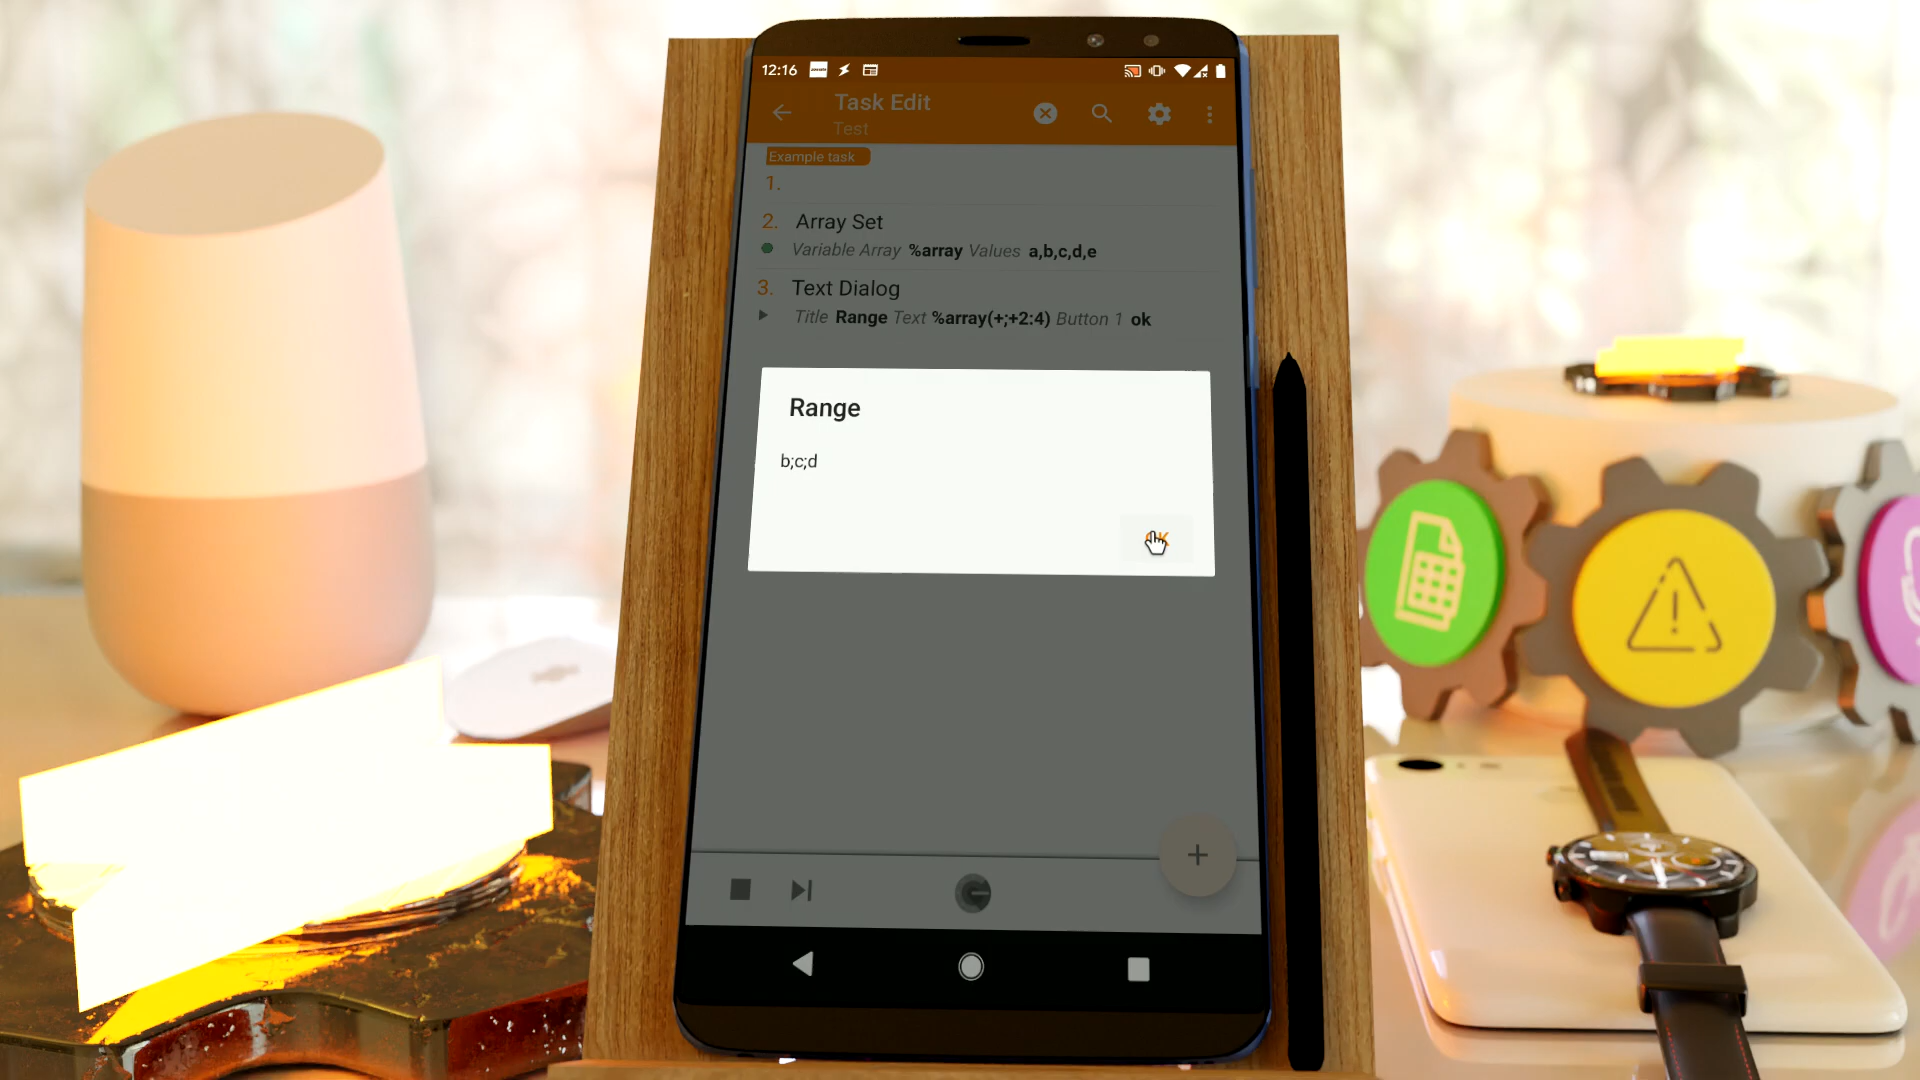 12:16
Task Edit
Test
Example task
1.
2. Array Set
Variable Array %array Values a,b,c,d,e
3. Text Dialog
Title Range Text %array(+;+2:4) Button 1 ok
Range
b;c;d